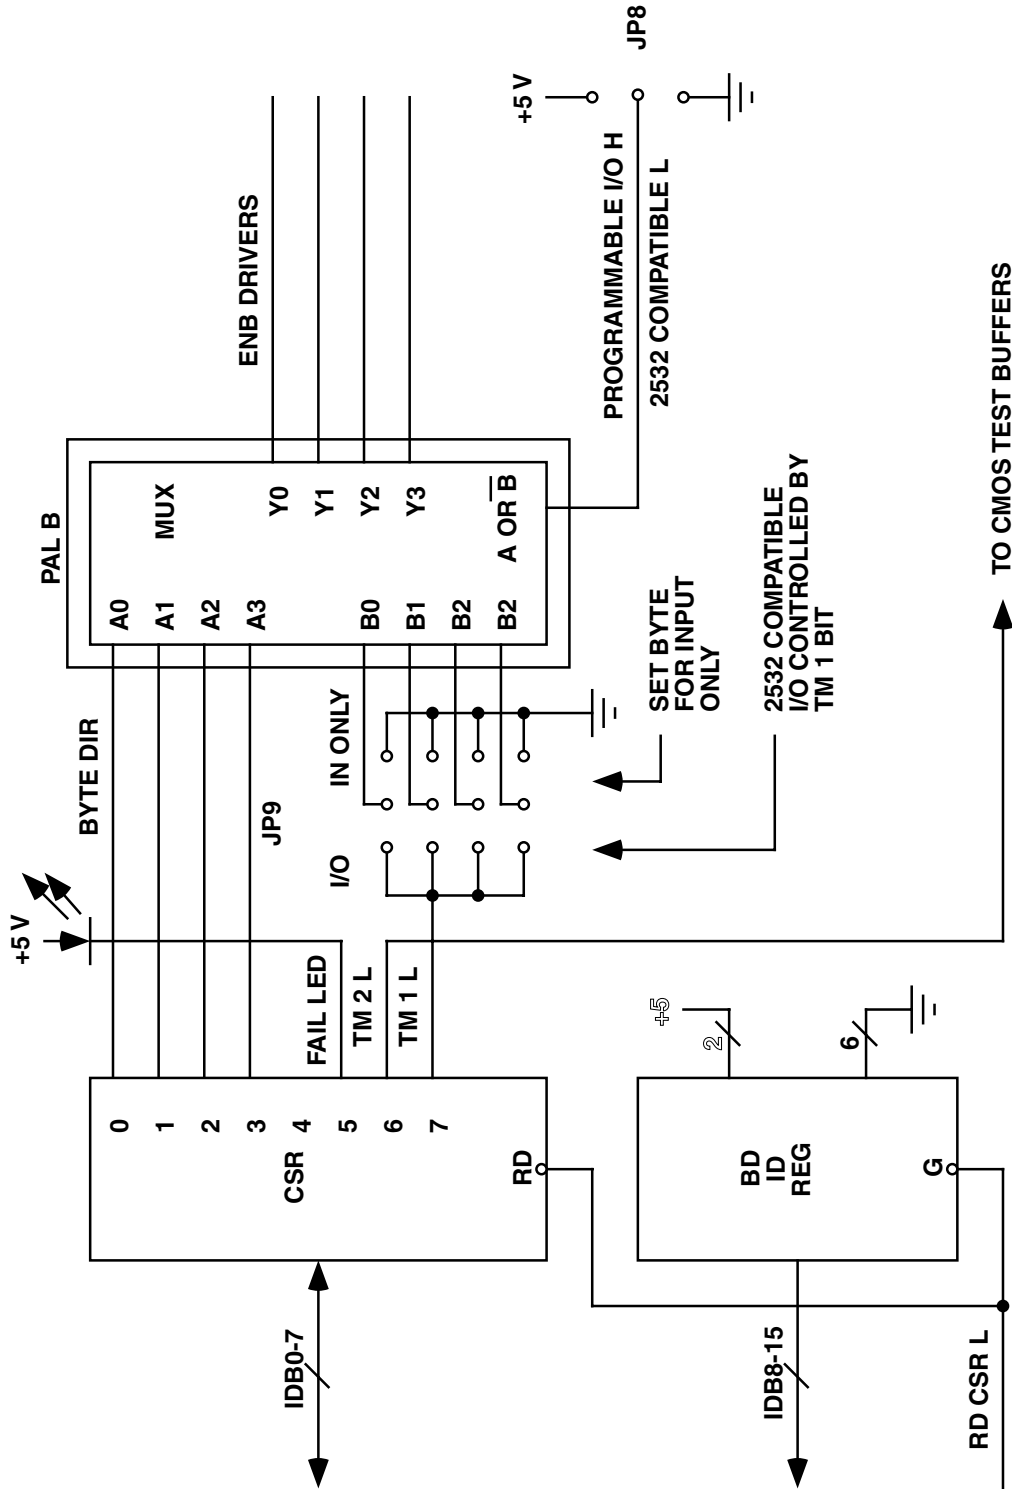 +5 V
BYTE DIR
PAL B
JP9
FAIL LED
TM 2 L
TM 1 L
I/O
IN ONLY
0
1
2
3
4
5
6
7
CSR
RD
IDB0-7
A0
A1
A2
A3
B0
B1
B2
B2
MUX
Y0
Y1
Y2
Y3
A OR B
ENB DRIVERS
+5 V
JP8
PROGRAMMABLE I/O H
2532 COMPATIBLE L
SET BYTE
FOR INPUT
ONLY
2532 COMPATIBLE
I/O CONTROLLED BY
TM 1 BIT
+5
2
6
BD
ID
REG
G
IDB8-15
RD CSR L
TO CMOS TEST BUFFERS